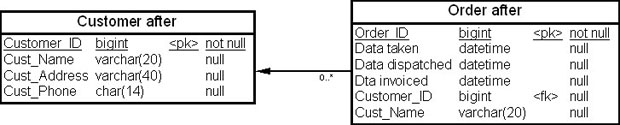 Customer after
Customer_ID bigint <pk> not null
Cust_Name varchar(20) null
Cust_Address varchar(40) null
Cust_Phone char(14) null
0..*
Order after
Order_ID bigint <pk> not null
Data taken datetime null
Data dispatched datetime null
Dta invoiced datetime null
Customer_ID bigint <fk> null
Cust_Name varchar(20) null